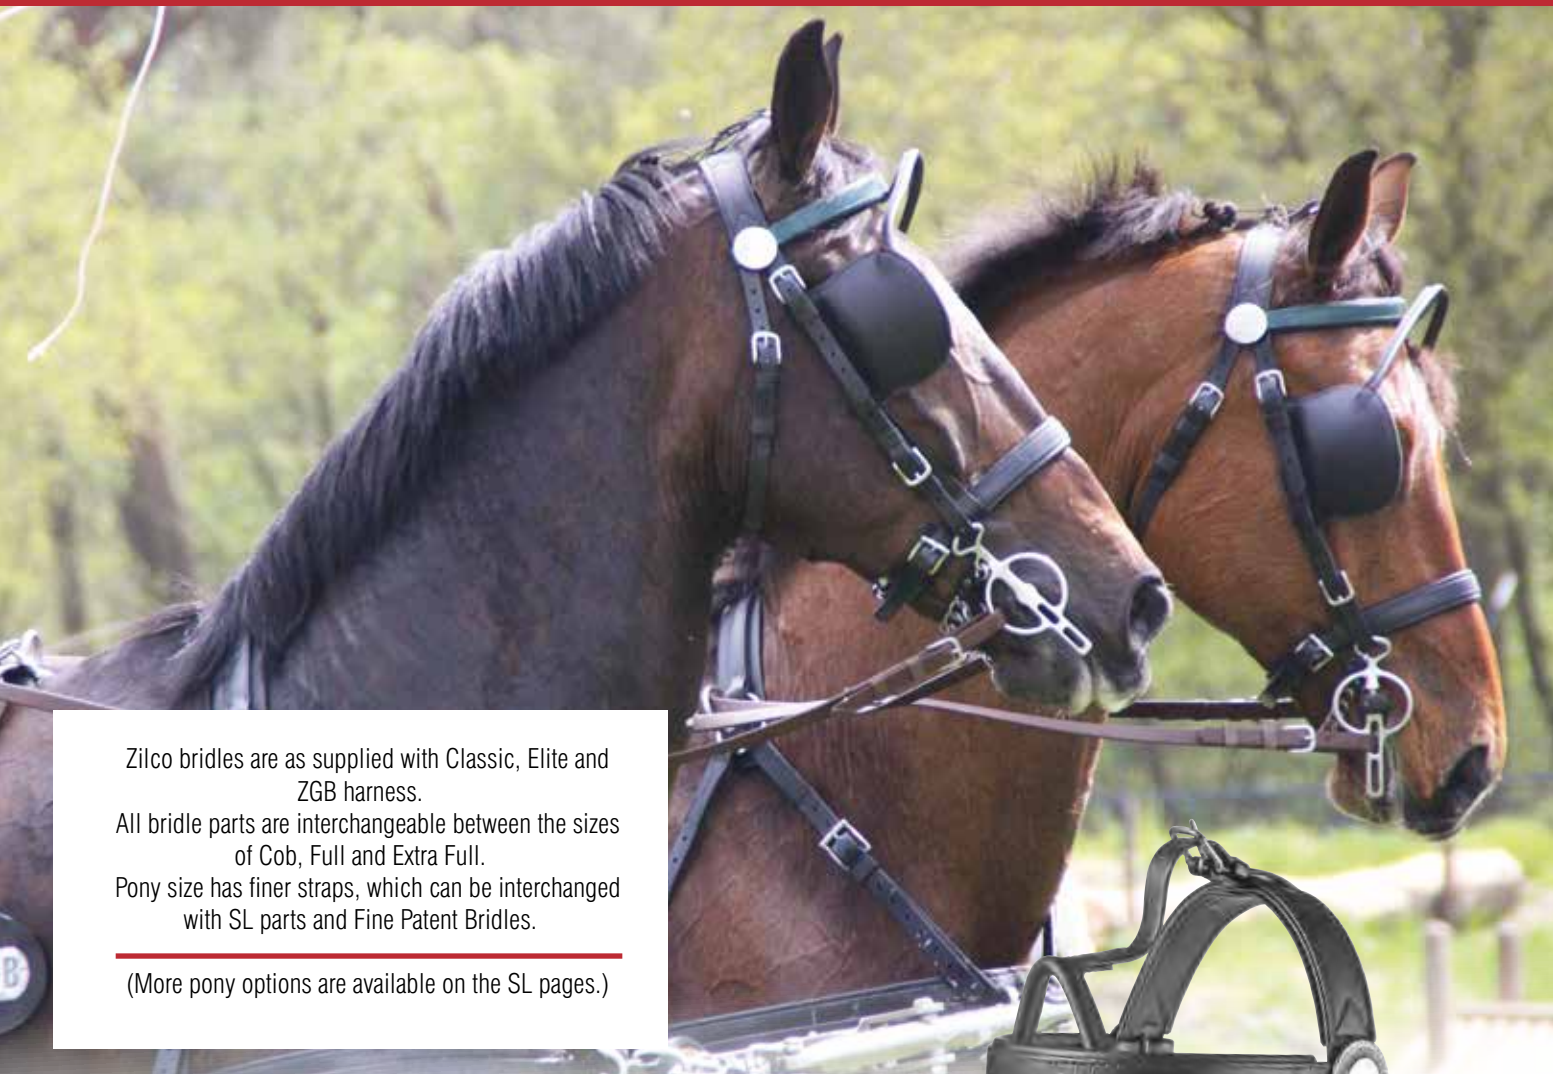 Zilco bridles are as supplied with Classic, Elite and
ZGB harness.
All bridle parts are interchangeable between the sizes
of Cob, Full and Extra Full.
Pony size has finer straps, which can be interchanged
with SL parts and Fine Patent Bridles.
(More pony options are available on the SL pages.)
B